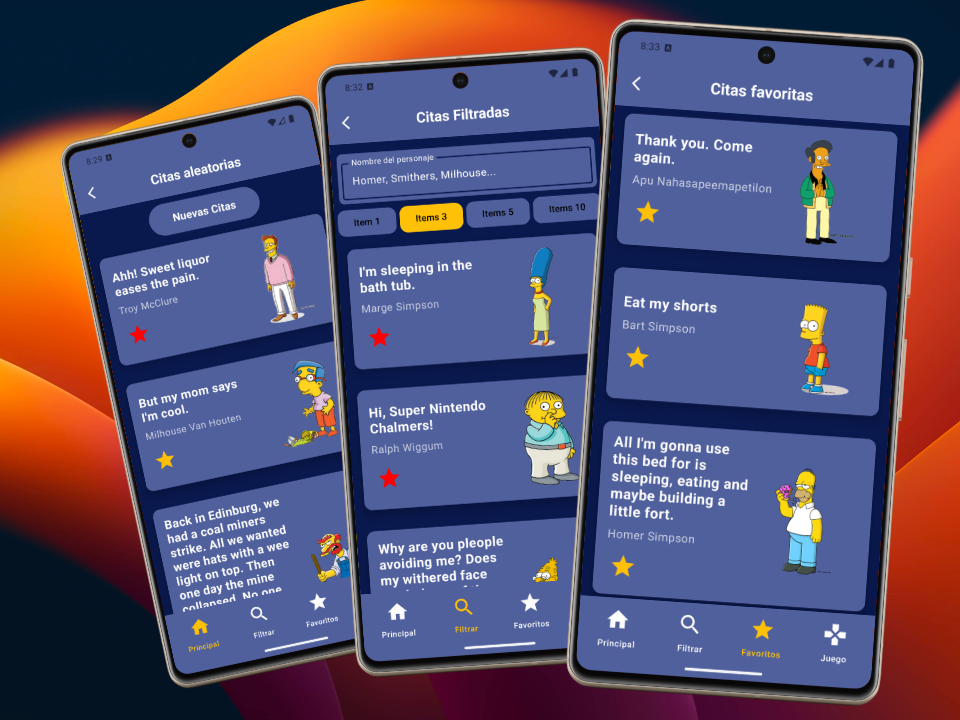 8:29
Citas aleatorias
Nuevas Citas
Ahh! Sweet liquor
eases the pain.
Troy McClure
But my mom says
I'm cool.
Milhouse Van Houten
Back in Edinburg, we
had a coal miners
strike. All we wanted
were hats with a wee
light on top. Then
one day the mine
collapsed. No one
Principal
Filtrar
Favoritos
8:32
Citas Filtradas
Nombre del personaje
Homer, Smithers, Milhouse...
Item 1
Items 3
Items 5
Items 10
I'm sleeping in the
bath tub.
Marge Simpson
Hi, Super Nintendo
Chalmers!
Ralph Wiggum
Why are you pleople
avoiding me? Does
my withered face
Principal
Filtrar
Favoritos
8:33
Citas favoritas
Thank you. Come
again.
Apu Nahasapeemapetilon
Eat my shorts
Bart Simpson
All I'm gonna use
this bed for is
sleeping, eating and
maybe building a
little fort.
Homer Simpson
Principal
Filtrar
Favoritos
Juego